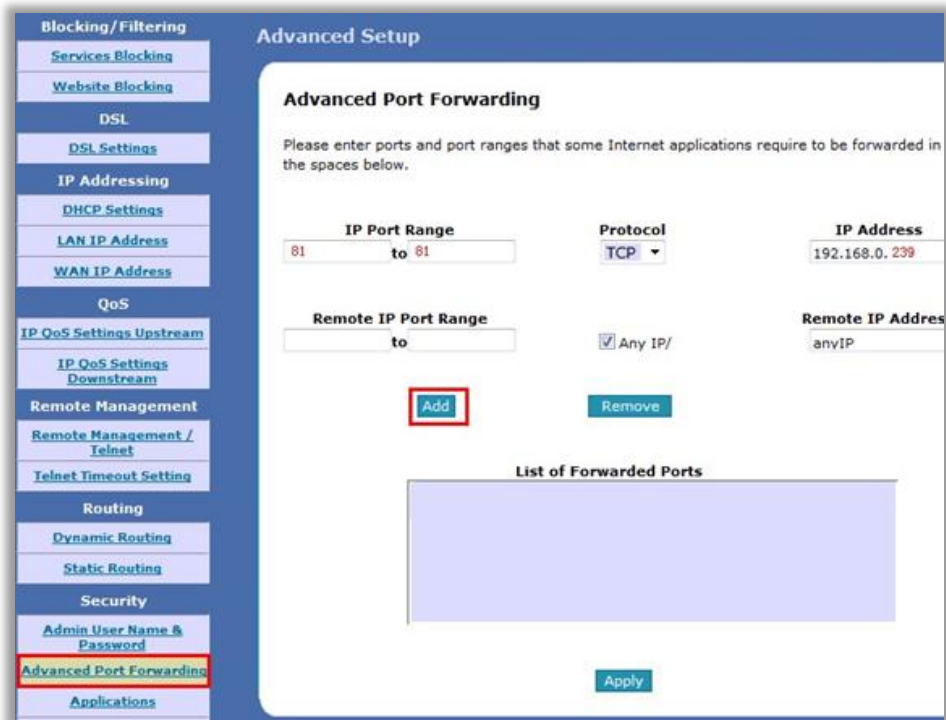 Blocking/Filtering
Services Blocking
Website Blocking
DSL
DSL Settings
IP Addressing
DHCP Settings
LAN IP Address
WAN IP Address
QoS
IP QoS Settings Upstream
IP QoS Settings
Downstream
Remote Management
Remote Management /
Telnet
Telnet Timeout Setting
Routing
Dynamic Routing
Static Routing
Security
Admin User Name &
Password
Advanced Port Forwarding
Applications
Advanced Setup
Advanced Port Forwarding
Please enter ports and port ranges that some Internet applications require to be forwarded in
the spaces below.
IP Port Range Protocol IP Address
81 to 81 TCP 192.168.0. 239
Remote IP Port Range Remote IP Addres
to Any IP/ anyIP
Add Remove
List of Forwarded Ports
Apply